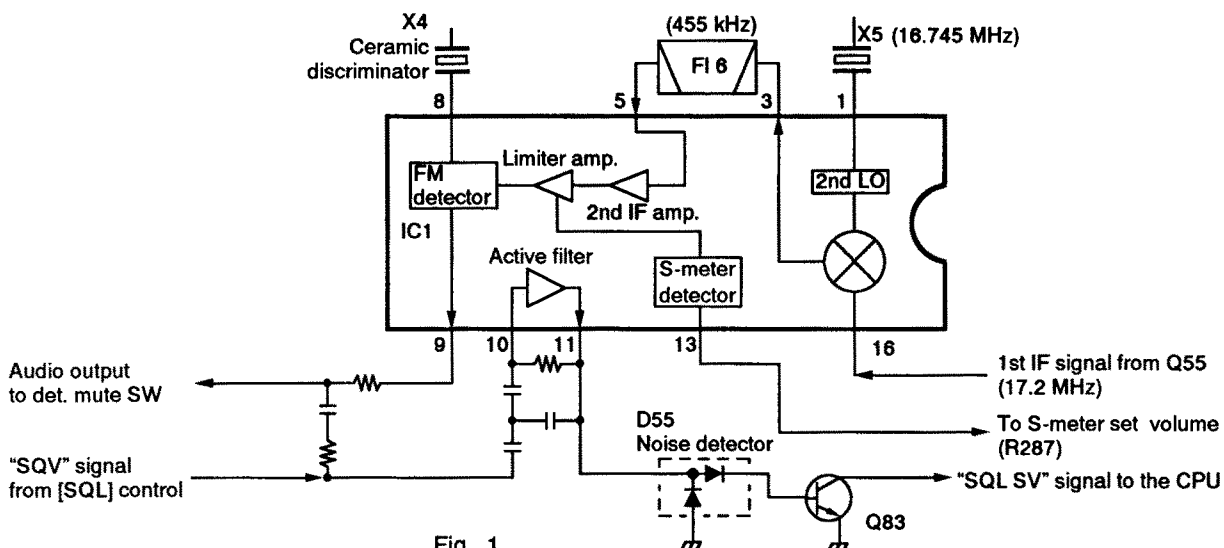 X4
Ceramic
discriminator
(455 kHz)
FI 6
X5 (16.745 MHz)
8
5
3
1
FM
detector
Limiter amp.
2nd IF amp.
2nd LO
IC1
Active filter
S-meter
detector
9
10
11
13
16
Audio output
to det. mute SW
1st IF signal from Q55
(17.2 MHz)
D55
Noise detector
To S-meter set volume
(R287)
"SQV" signal
from [SQL] control
"SQL SV" signal to the CPU
Q83
Fig. 1